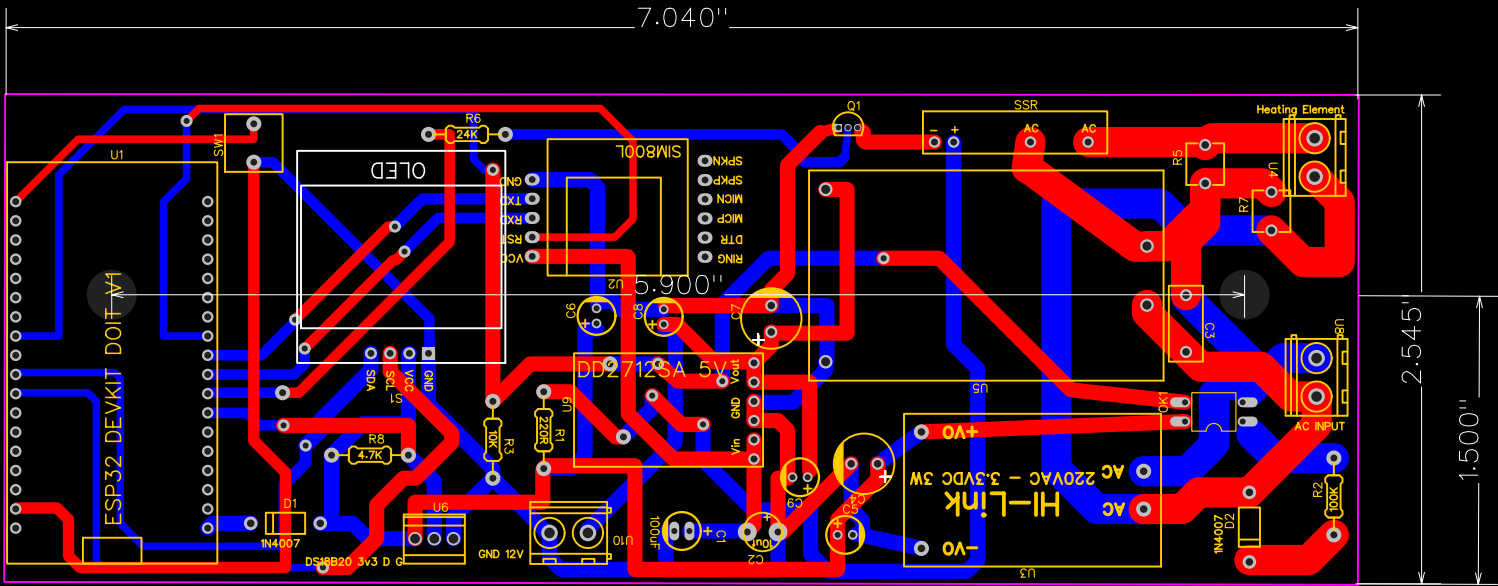 7.040"
Q1
SSR
Heating Element
R6
24K
- +
AC
AC
U1
SW1
SIM800L
R5
U4
OLED
SPKN
GND
SPKP
TXD
MICN
RXD
MICP
RST
DTR
VCC
RING
R7
U2
5.900"
C6
C8
C7
C3
U8
ESP32 DEVKIT DOIT V1
DD2712SA 5V
Vout
GND
Vin
SDA
SCL
VCC
GND
S1
U5
2.545"
U9
OK1
220R
R1
10K
R3
R8
4.7K
+VO
AC INPUT
1.500"
220VAC - 3.3VDC 3W
AC
HI-Link
AC
C4
C9
C5
R2
100K
D1
1N4007
U6
DS18B20 3v3 D G
GND 12V
U10
100uF
C1
10uf
C2
-VO
1N4007
D2
U3